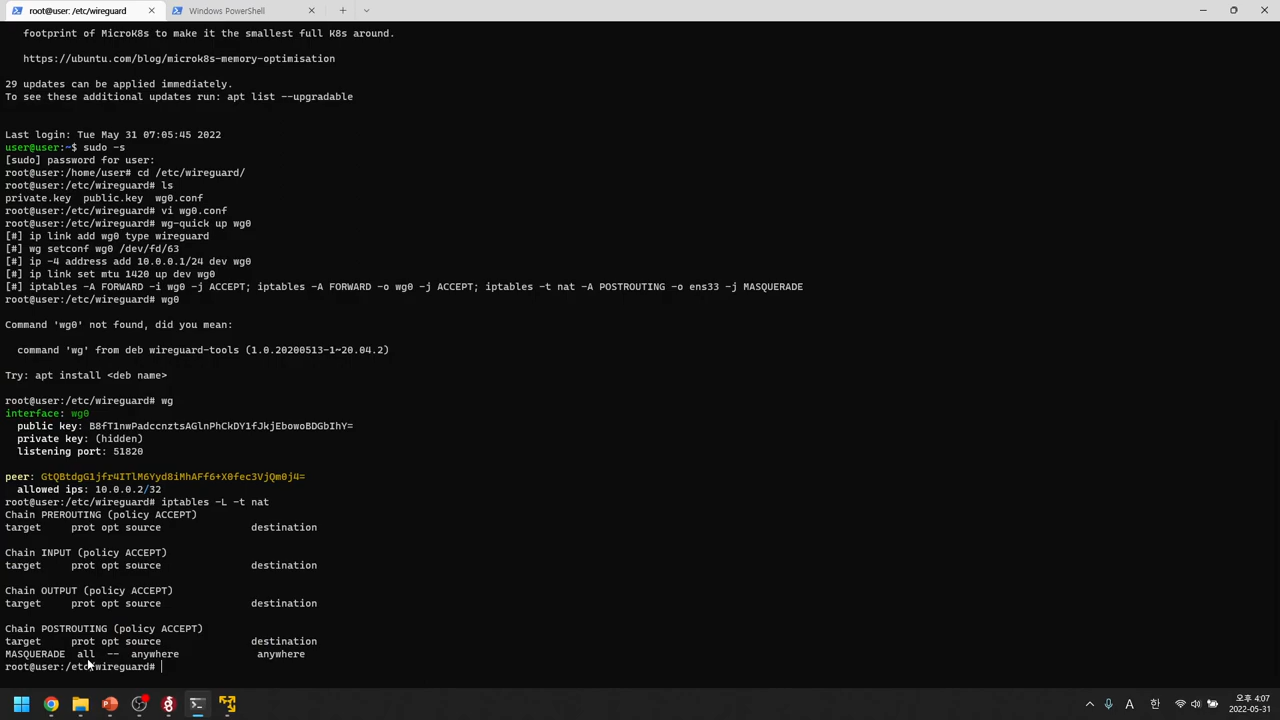 root@user: /etc/wireguard
Windows PowerShell
footprint of MicroK8s to make it the smallest full K8s around.
https://ubuntu.com/blog/microk8s-memory-optimisation
29 updates can be applied immediately.
To see these additional updates run: apt list --upgradable
Last login: Tue May 31 07:05:45 2022
user@user:~$ sudo -s
[sudo] password for user:
root@user:/home/user# cd /etc/wireguard/
root@user:/etc/wireguard# ls
private.key  public.key  wg0.conf
root@user:/etc/wireguard# vi wg0.conf
root@user:/etc/wireguard# wg-quick up wg0
[#] ip link add wg0 type wireguard
[#] wg setconf wg0 /dev/fd/63
[#] ip -4 address add 10.0.0.1/24 dev wg0
[#] ip link set mtu 1420 up dev wg0
[#] iptables -A FORWARD -i wg0 -j ACCEPT; iptables -A FORWARD -o wg0 -j ACCEPT; iptables -t nat -A POSTROUTING -o ens33 -j MASQUERADE
root@user:/etc/wireguard# wg0
Command 'wg0' not found, did you mean:
command 'wg' from deb wireguard-tools (1.0.20200513-1~20.04.2)
Try: apt install <deb name>
root@user:/etc/wireguard# wg
interface: wg0
public key: B8fT1nwPadccnztsAGlnPhCkDY1fJkjEbowoBDGbIhY=
private key: (hidden)
listening port: 51820
peer: GtQBtdgG1jfr4ITlM6Yyd8iMhAFf6+X0fec3VjQm0j4=
allowed ips: 10.0.0.2/32
root@user:/etc/wireguard# iptables -L -t nat
Chain PREROUTING (policy ACCEPT)
target     prot opt source               destination
Chain INPUT (policy ACCEPT)
target     prot opt source               destination
Chain OUTPUT (policy ACCEPT)
target     prot opt source               destination
Chain POSTROUTING (policy ACCEPT)
target     prot opt source               destination
MASQUERADE  all  --  anywhere             anywhere
root@user:/etc/wireguard#
A
한
오후 4:07
2022-05-31